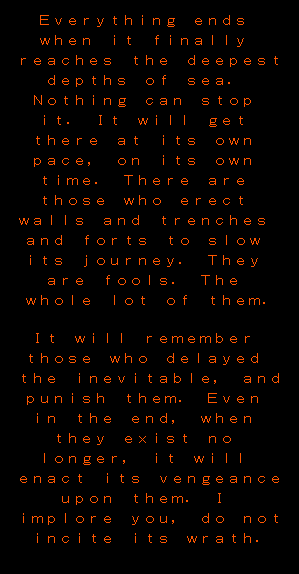 Everything ends
when it finally
reaches the deepest
depths of sea.
Nothing can stop
it. It will get
there at its own
pace, on its own
time. There are
those who erect
walls and trenches
and forts to slow
its journey. They
are fools. The
whole lot of them.

It will remember
those who delayed
the inevitable, and
punish them. Even
in the end, when
they exist no
longer, it will
enact its vengeance
upon them. I
implore you, do not
incite its wrath.